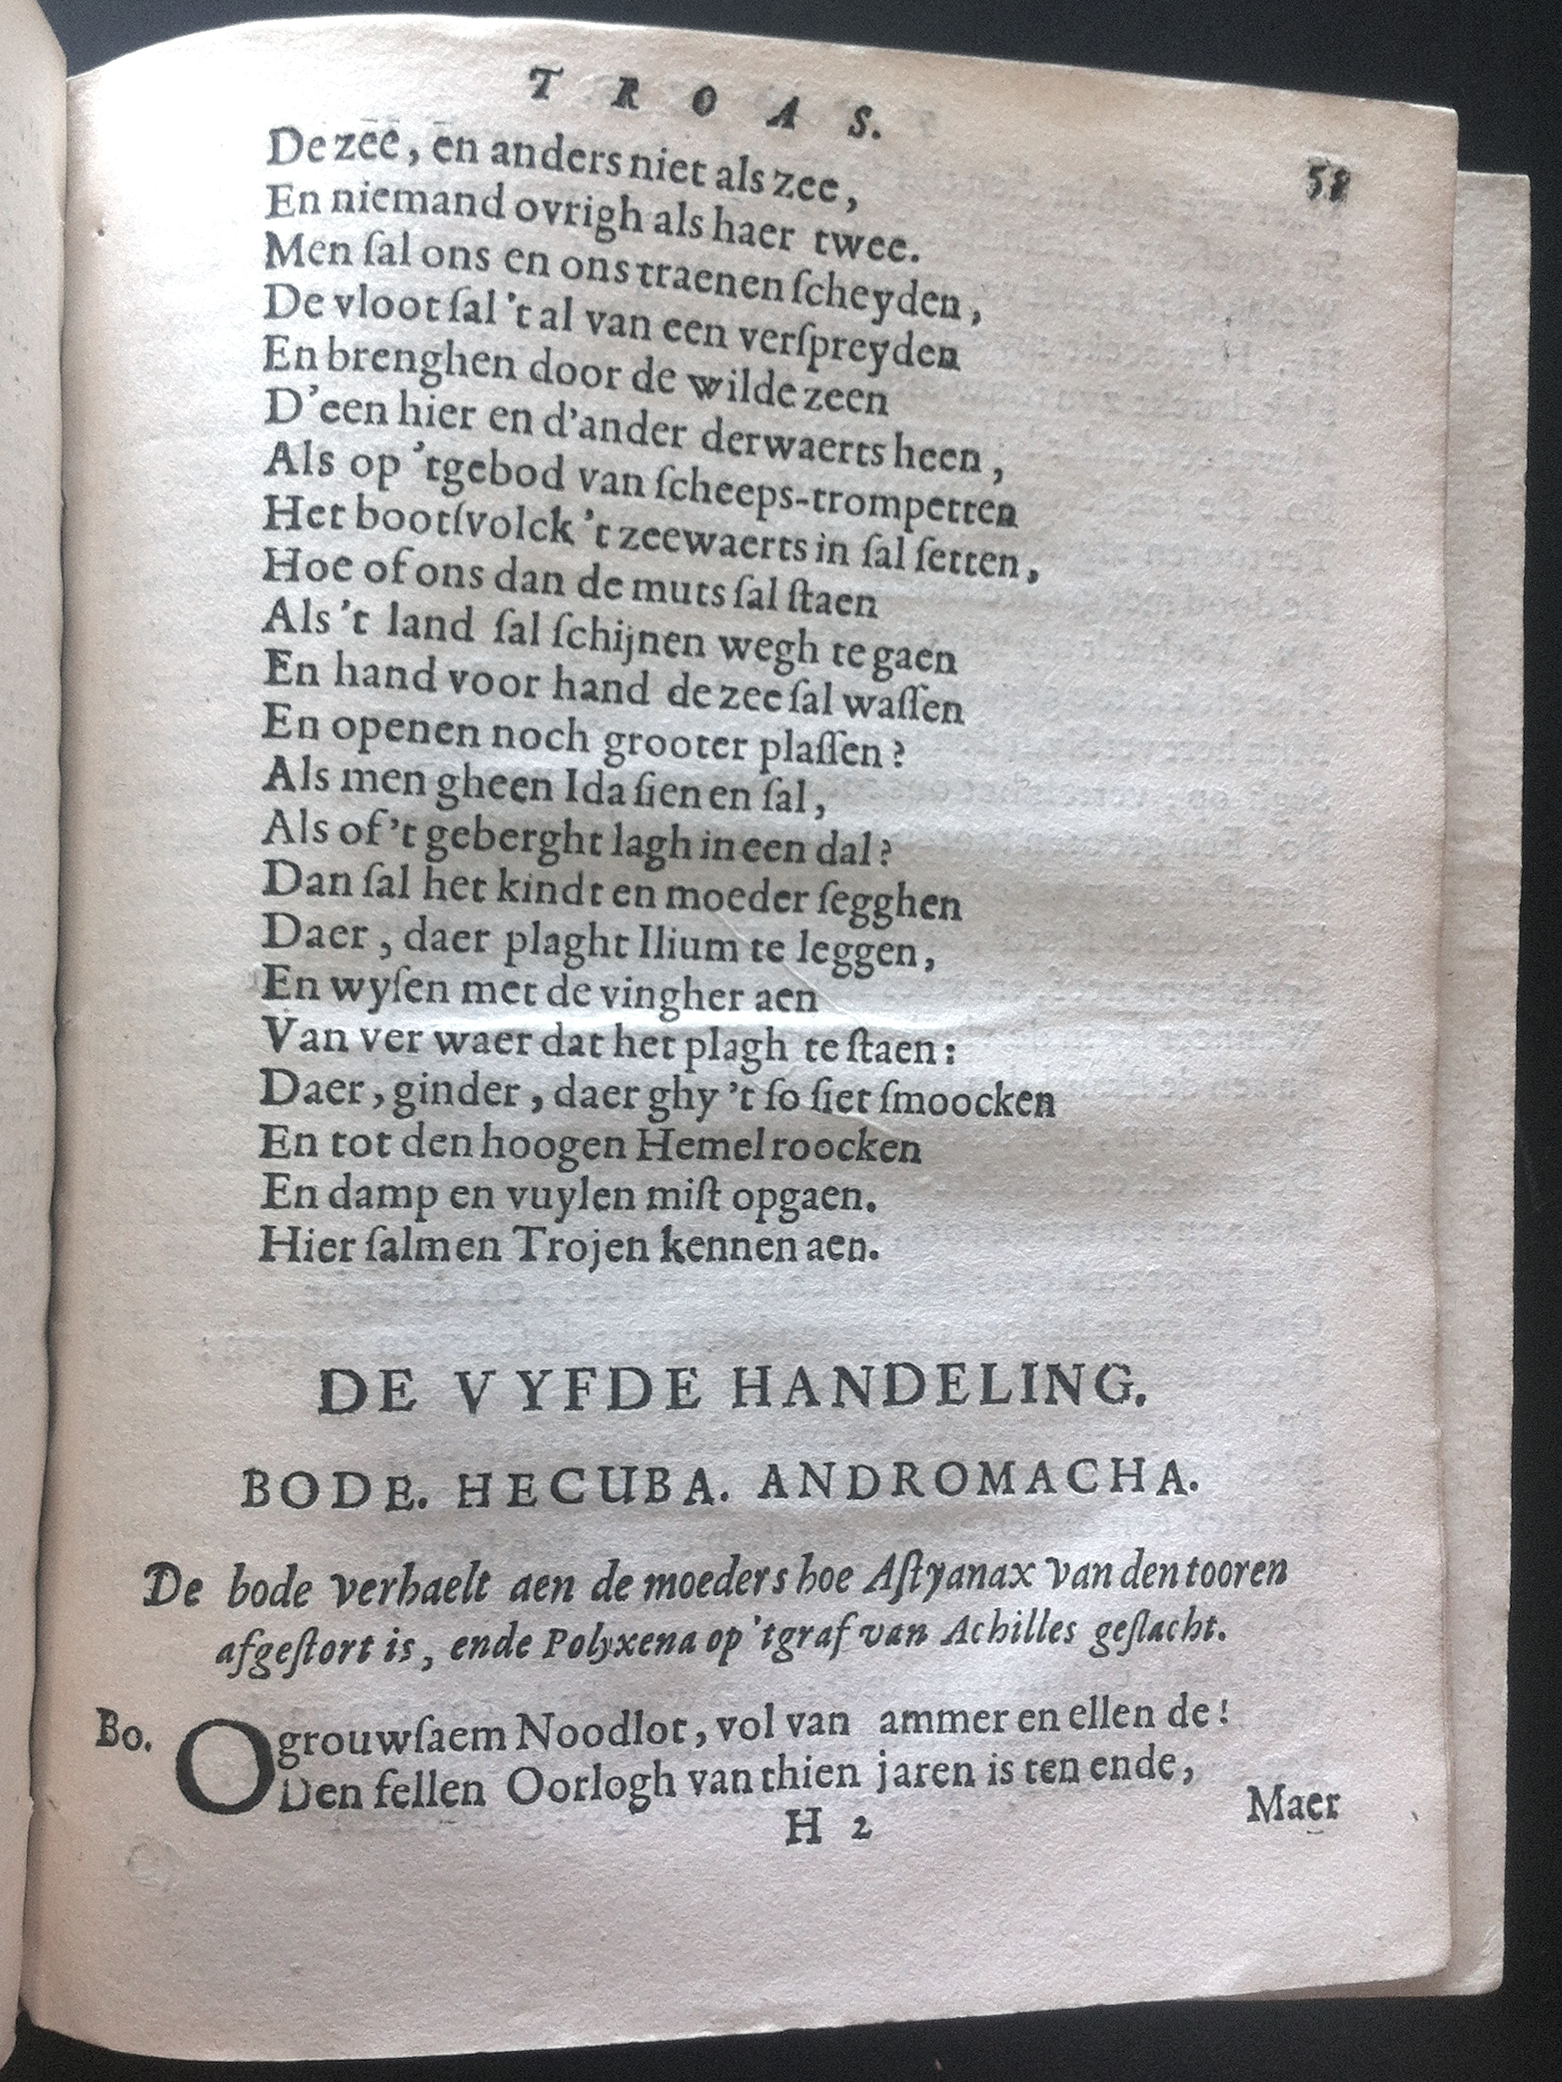 TROAS.
58
De zee, en anders niet als zee,
En niemand ovrigh als haer twee.
Men ſal ons en ons traenen ſcheyden,
De vloot ſal 't al van een verſpreyden
En brenghen door de wilde zeen
D'een hier en d'ander derwaerts heen,
Als op 'tgebod van ſcheeps-trompetten
Het bootſvolck 't zeewaerts in ſal ſetten,
Hoe of ons dan de muts ſal ſtaen
Als 't land ſal ſchijnen wegh te gaen
En hand voor hand de zee ſal waſſen
En openen noch grooter plaſſen?
Als men gheen Ida ſien en ſal,
Als of 't geberght lagh in een dal?
Dan ſal het kindt en moeder ſegghen
Daer, daer plaght Ilium te leggen,
En wyſen met de vingher aen
Van ver waer dat het plagh te ſtaen:
Daer, ginder, daer ghy 't ſo ſiet ſmoocken
En tot den hoogen Hemel roocken
En damp en vuylen miſt opgaen.
Hier ſalmen Trojen kennen aen.
DE VYFDE HANDELING.
BODE. HECUBA. ANDROMACHA.
De bode verhaelt aen de moeders hoe Aſtyanax van den tooren
afgeſtort is, ende Polyxena op 'tgraf van Achilles geſlacht.
Bo. O grouwſaem Noodlot, vol van ammer en ellen de!
Den fellen Oorlogh van thien jaren is ten ende,
H 2
Maer